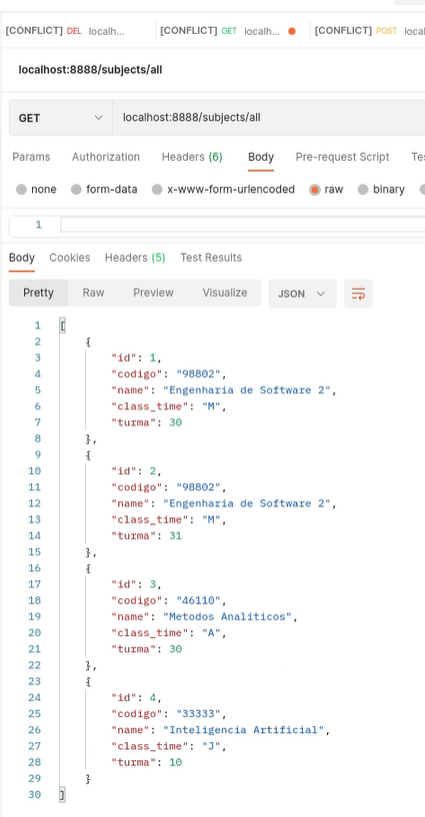 [CONFLICT] DEL localh... [CONFLICT] GET localh... [CONFLICT] POST local
localhost:8888/subjects/all
GET localhost:8888/subjects/all
Params Authorization Headers (6) Body Pre-request Script Tes
none form-data x-www-form-urlencoded raw binary
1
Body Cookies Headers (5) Test Results
Pretty Raw Preview Visualize JSON
1 [
2 {
3 "id": 1,
4 "codigo": "98802",
5 "name": "Engenharia de Software 2",
6 "class_time": "M",
7 "turma": 30
8 },
9 {
10 "id": 2,
11 "codigo": "98802",
12 "name": "Engenharia de Software 2",
13 "class_time": "M",
14 "turma": 31
15 },
16 {
17 "id": 3,
18 "codigo": "46110",
19 "name": "Metodos Analiticos",
20 "class_time": "A",
21 "turma": 30
22 },
23 {
24 "id": 4,
25 "codigo": "33333",
26 "name": "Inteligencia Artificial",
27 "class_time": "J",
28 "turma": 10
29 }
30 ]